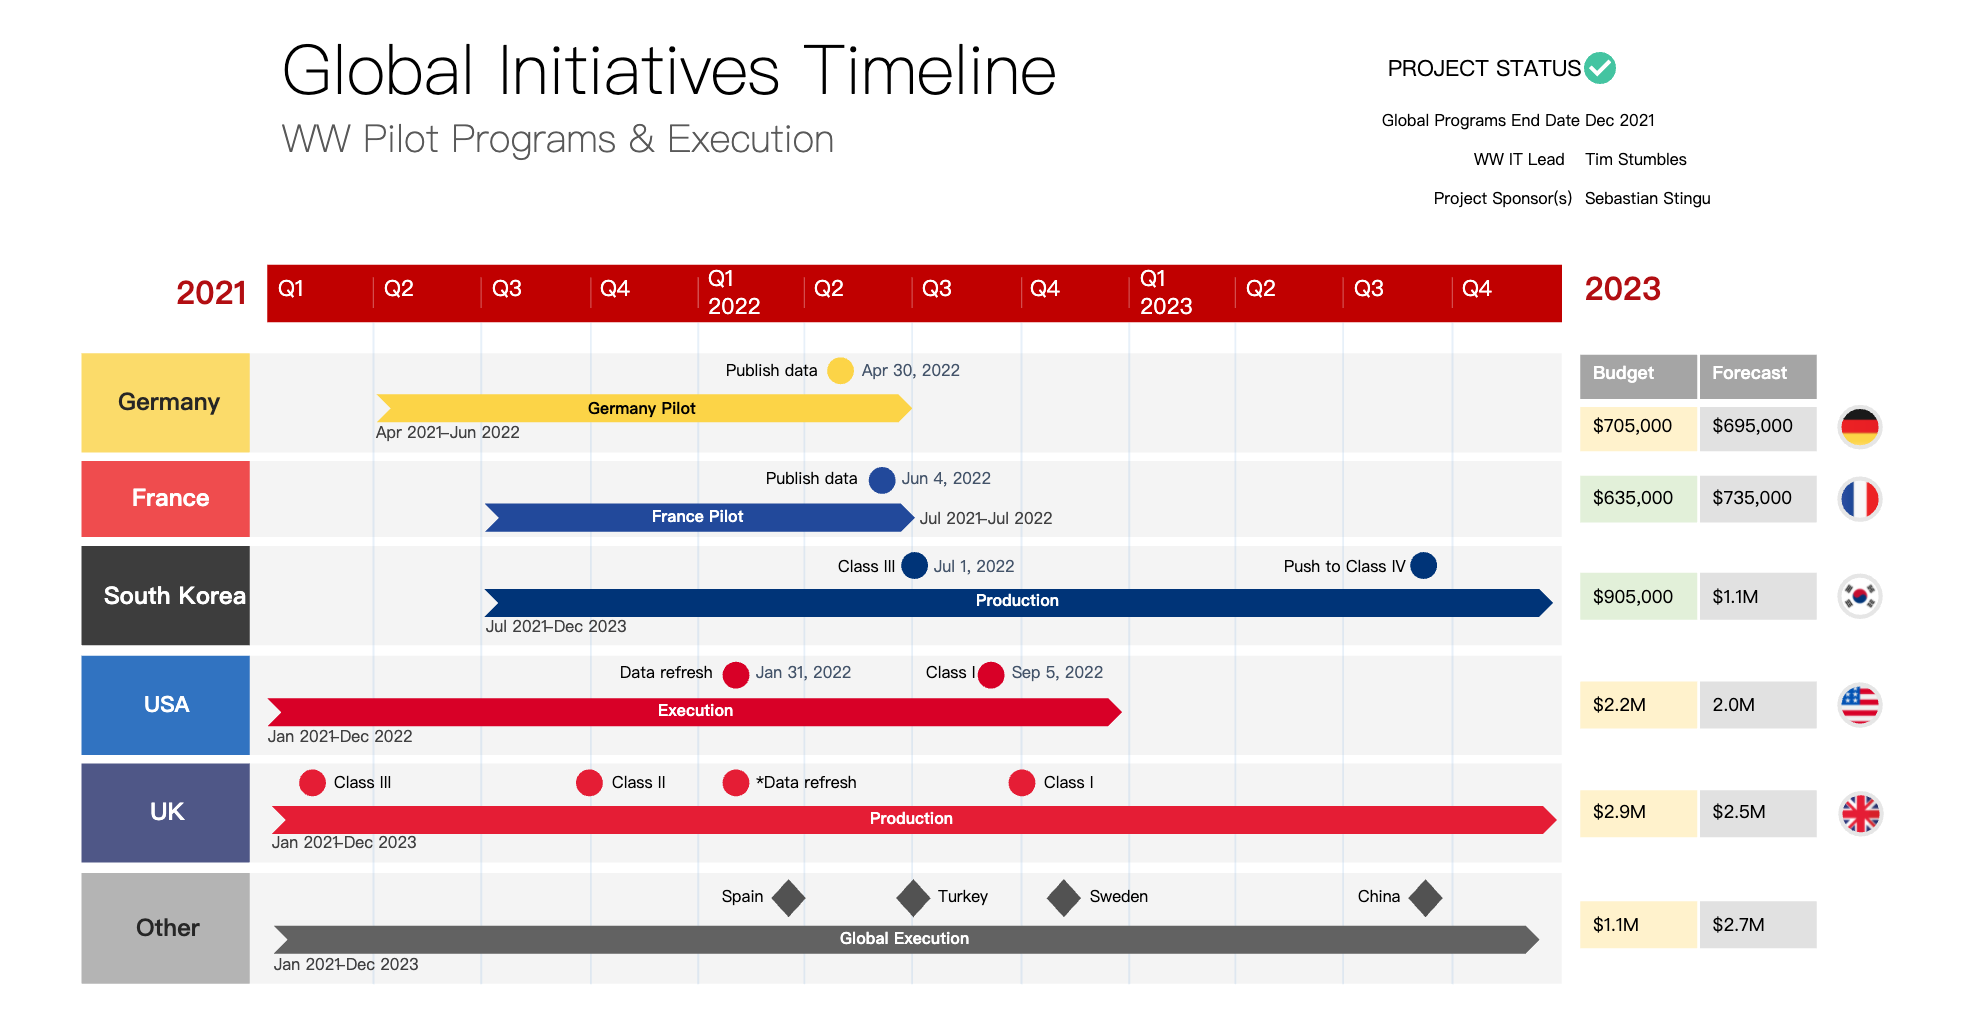 Global Initiatives Timeline
WW Pilot Programs & Execution
PROJECT STATUS
Global Programs End Date Dec 2021
WW IT Lead Tim Stumbles
Project Sponsor(s) Sebastian Stingu
2021 Q1 Q2 Q3 Q4 Q1 2022 Q2 Q3 Q4 Q1 2023 Q2 Q3 Q4 2023
Budget Forecast
Germany
Publish data Apr 30, 2022
Germany Pilot
Apr 2021-Jun 2022
$705,000 $695,000
France
Publish data Jun 4, 2022
France Pilot
Jul 2021-Jul 2022
$635,000 $735,000
South Korea
Class III Jul 1, 2022
Push to Class IV
Production
Jul 2021-Dec 2023
$905,000 $1.1M
USA
Data refresh Jan 31, 2022
Class I Sep 5, 2022
Execution
Jan 2021-Dec 2022
$2.2M 2.0M
UK
Class III
Class II
*Data refresh
Class I
Production
Jan 2021-Dec 2023
$2.9M $2.5M
Other
Spain
Turkey
Sweden
China
Global Execution
Jan 2021-Dec 2023
$1.1M $2.7M